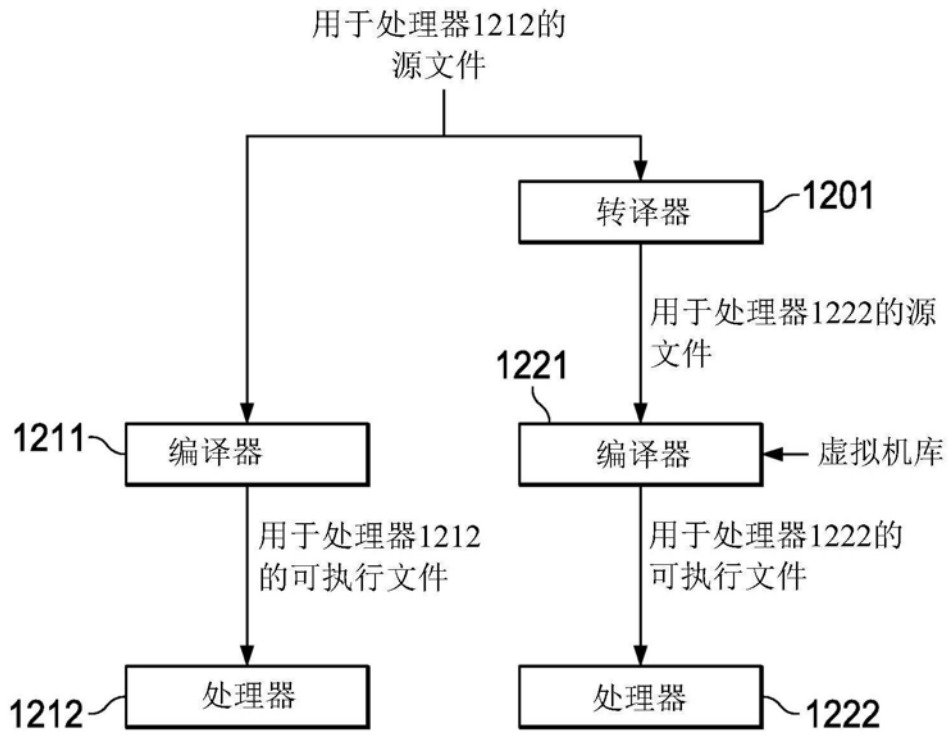 用于处理器1212的
源文件
转译器
1201
用于处理器1222的源
文件
1221
1211
编译器
编译器
虚拟机库
用于处理器1212
的可执行文件
用于处理器1222的
可执行文件
1212
处理器
处理器
1222